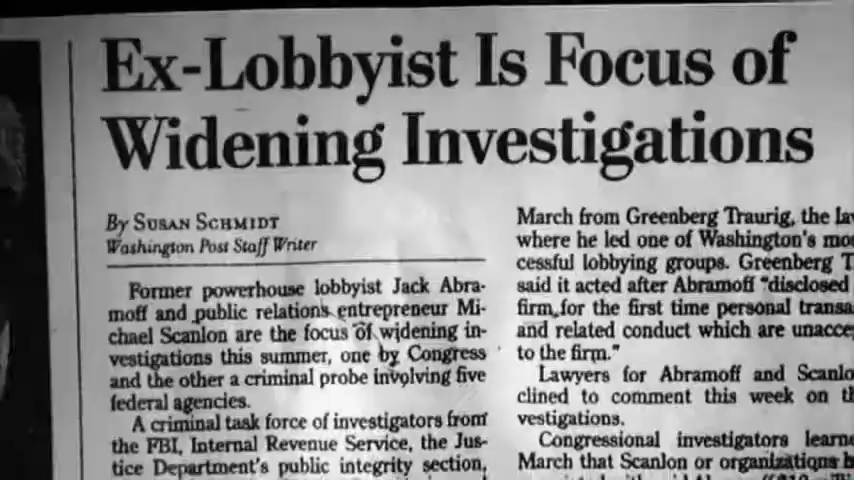 Ex-Lobbyist Is Focus of
Widening Investigations
By SUSAN SCHMIDT
Washington Post Staff Writer
Former powerhouse lobbyist Jack Abra-
moff and public relations entrepreneur Mi-
chael Scanlon are the focus of widening in-
vestigations this summer, one by Congress
and the other a criminal probe involving five
federal agencies.
A criminal task force of investigators from
the FBI, Internal Revenue Service, the Jus-
tice Department's public integrity section,
March from Greenberg Traurig, the
where he led one of Washington's
cessful lobbying groups. Greenberg
said it acted after Abramoff "disclosed
firm, for the first time personal
and related conduct which are
to the firm."
Lawyers for Abramoff and
clined to comment this week on
vestigations.
Congressional investigators
March that Scanlon or organizations